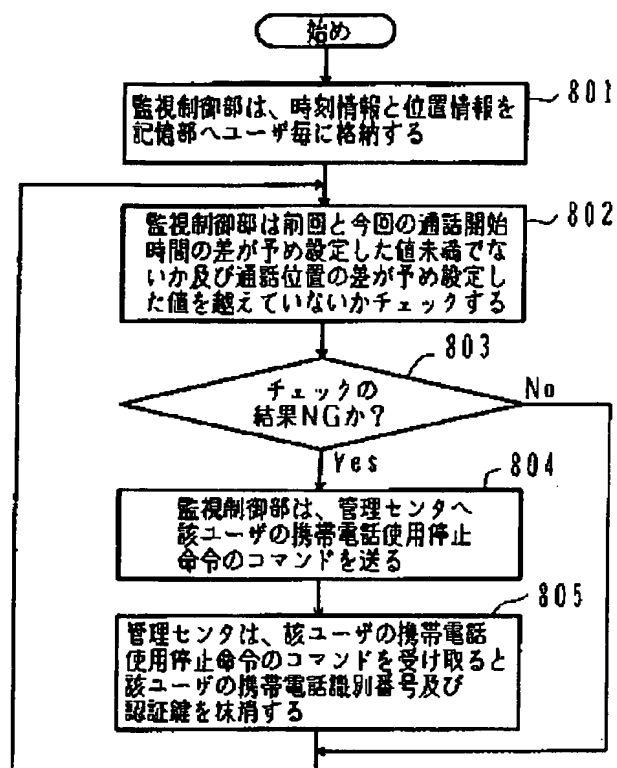 始め
監視制御部は、時刻情報と位置情報を
記憶部へユーザ毎に格納する
801
監視制御部は前回と今回の通話開始
時間の差が予め設定した値未満でな
いか及び通話位置の差が予め設定し
た値を越えていないかチェックする
802
チェックの
結果NGか?
803
No
Yes
監視制御部は、管理センタへ
該ユーザの携帯電話使用停止
命令のコマンドを送る
804
管理センタは、該ユーザの携帯電話
使用停止命令のコマンドを受け取ると
該ユーザの携帯電話識別番号及び
認証鍵を抹消する
805